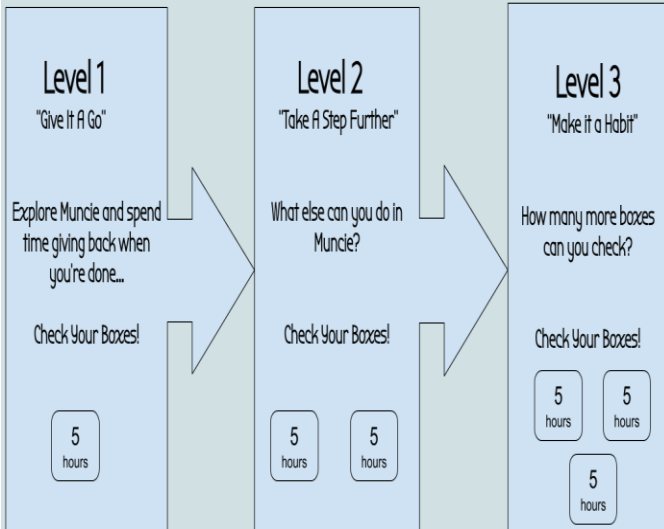 Level 1
"Give It A Go"
Explore Muncie and spend
time giving back when
you're done...
Check Your Boxes!
5
hours
Level 2
"Take A Step Further"
What else can you do in
Muncie?
Check Your Boxes!
5
hours
5
hours
Level 3
"Make it a Habit"
How many more boxes
can you check?
Check Your Boxes!
5
hours
5
hours
5
hours